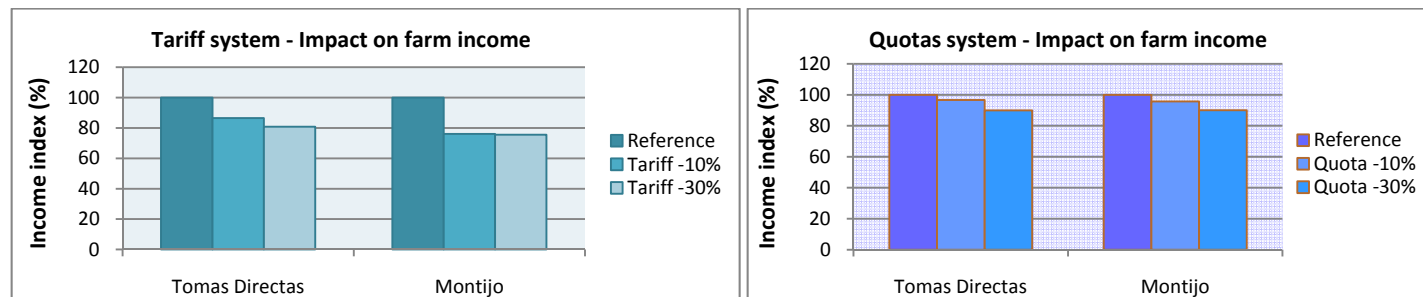 Tariff system - Impact on farm income
Income index (%)
120
100
80
60
40
20
0
Tomas Directas
Montijo
Reference
Tariff -10%
Tariff -30%
Quotas system - Impact on farm income
Income index (%)
120
100
80
60
40
20
0
Tomas Directas
Montijo
Reference
Quota -10%
Quota -30%